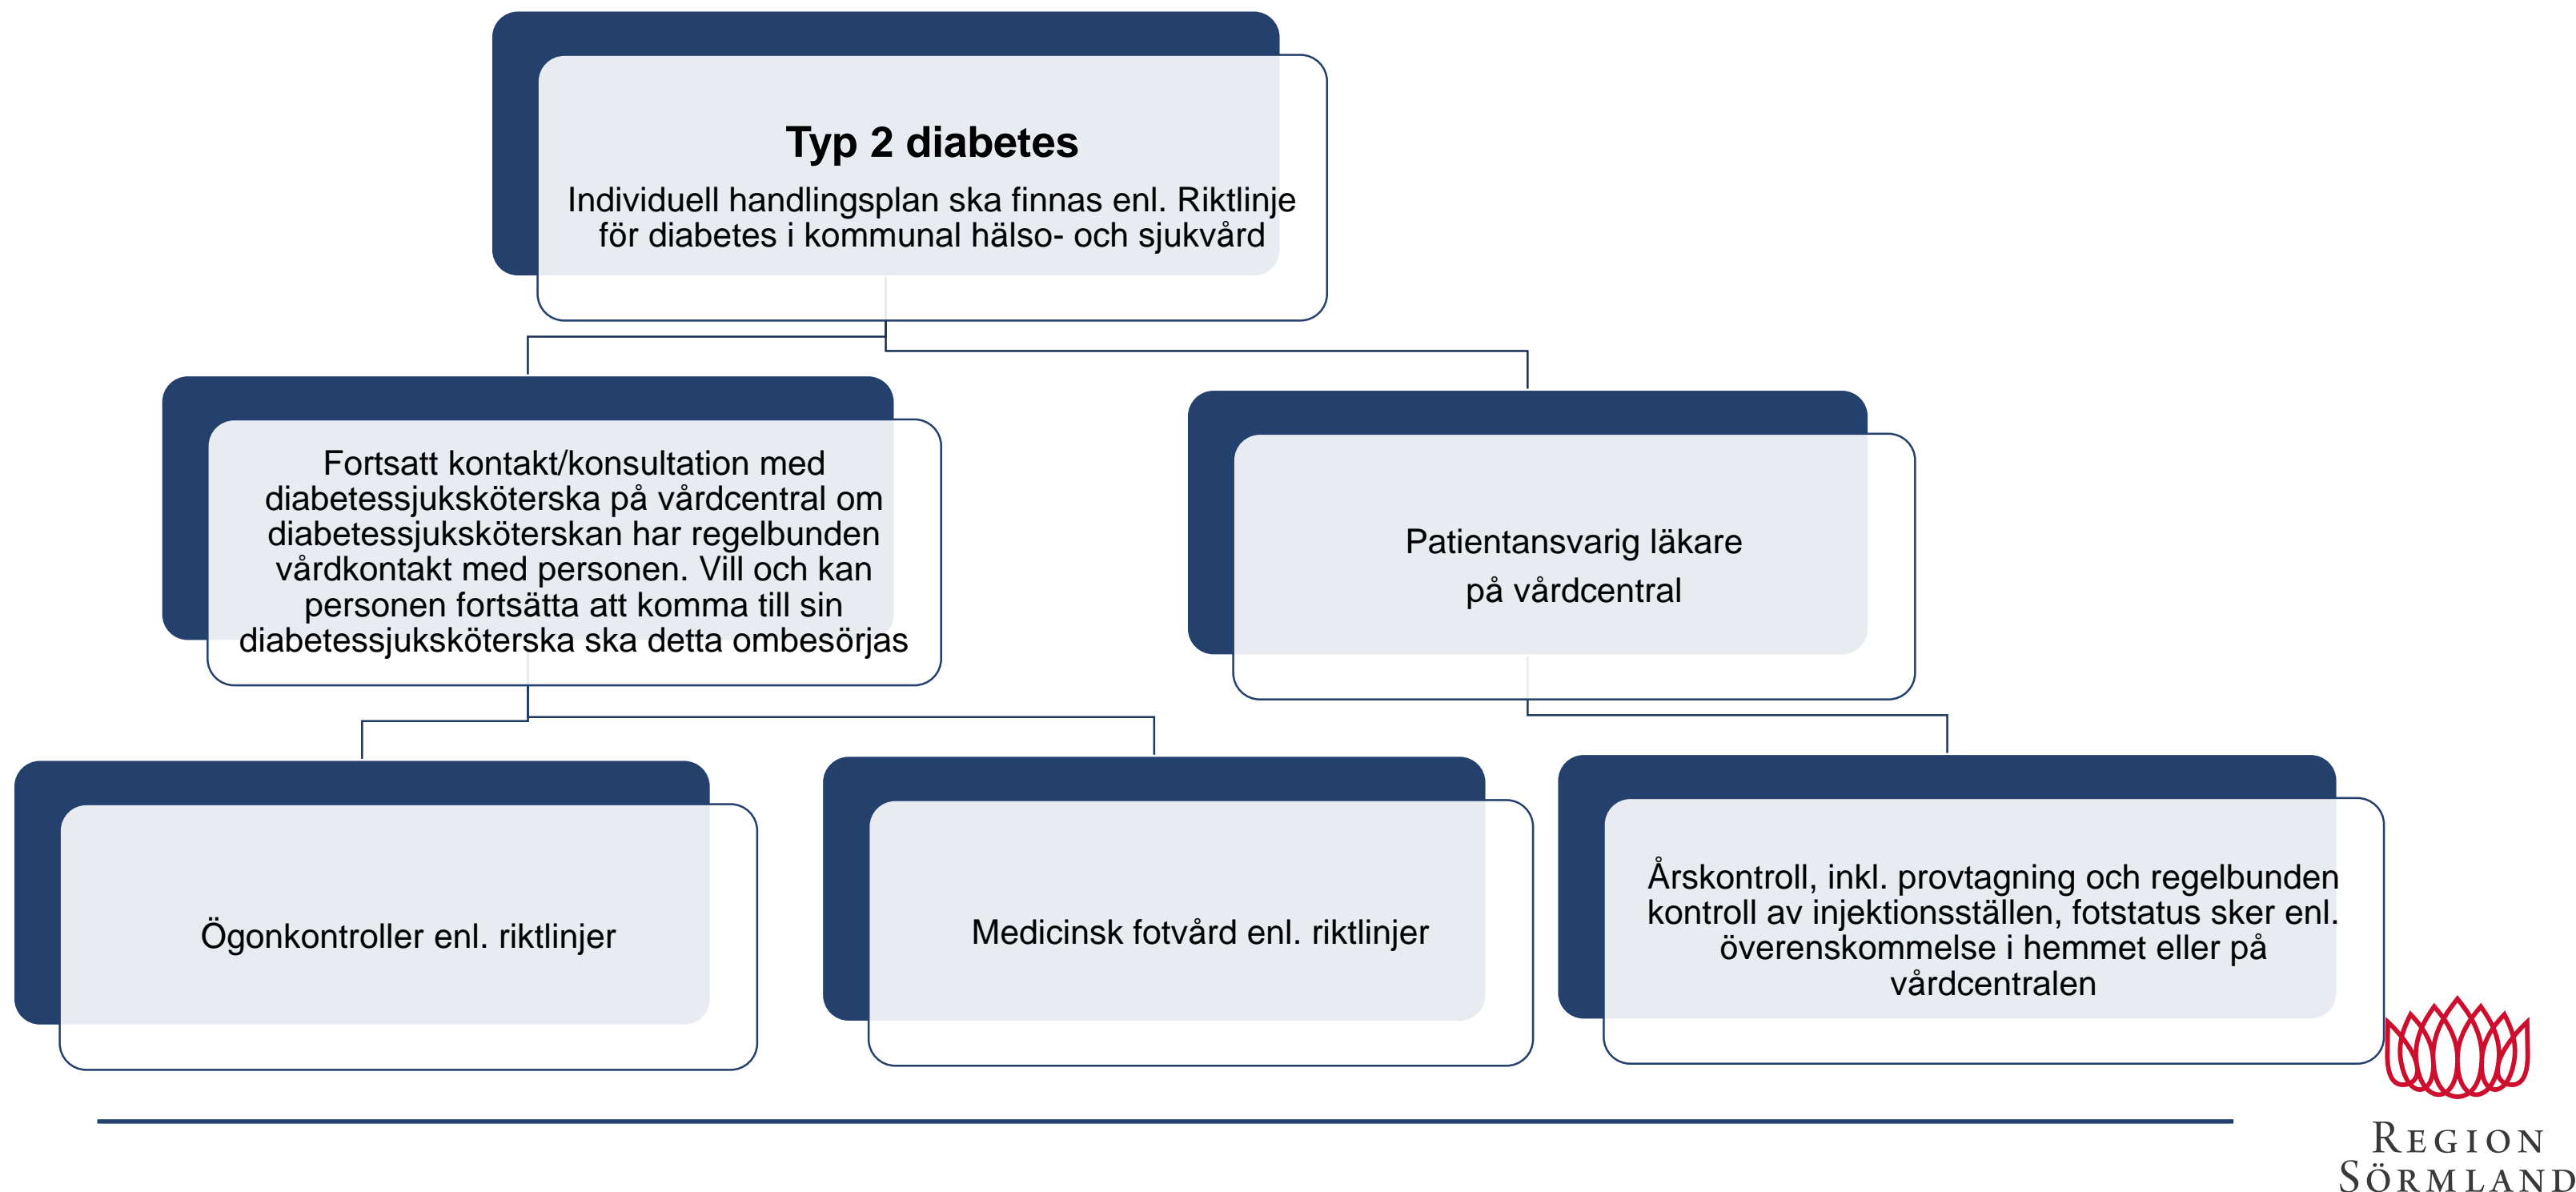 Typ 2 diabetes
Individuell handlingsplan ska finnas enl. Riktlinje
för diabetes i kommunal hälso- och sjukvård
Fortsatt kontakt/konsultation med
diabetessjuksköterska på vårdcentral om
diabetessjuksköterskan har regelbunden
vårdkontakt med personen. Vill och kan
personen fortsätta att komma till sin
diabetessjuksköterska ska detta ombesörjas
Patientansvarig läkare
på vårdcentral
Ögonkontroller enl. riktlinjer
Medicinsk fotvård enl. riktlinjer
Årskontroll, inkl. provtagning och regelbunden
kontroll av injektionsställen, fotstatus sker enl.
överenskommelse i hemmet eller på
vårdcentralen
REGION
SÖRMLAND